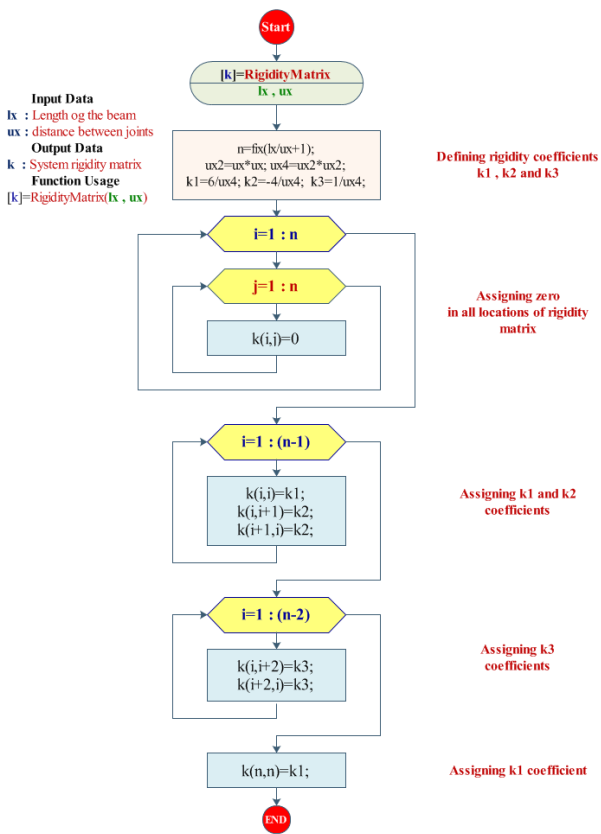 Start
[k]=RigidityMatrix
lx , ux
Input Data
lx : Length og the beam
ux : distance between joints
Output Data
k : System rigidity matrix
Function Usage
[k]=RigidityMatrix(lx , ux)
n=fix(lx/ux+1);
ux2=ux*ux; ux4=ux2*ux2;
k1=6/ux4; k2=-4/ux4; k3=1/ux4;
Defining rigidity coefficients
k1 , k2 and k3
i=1 : n
j=1 : n
k(i,j)=0
Assigning zero
in all locations of rigidity
matrix
i=1 : (n-1)
k(i,i)=k1;
k(i,i+1)=k2;
k(i+1,i)=k2;
Assigning k1 and k2
coefficients
i=1 : (n-2)
k(i,i+2)=k3;
k(i+2,i)=k3;
Assigning k3
coefficients
k(n,n)=k1;
Assigning k1 coefficient
END